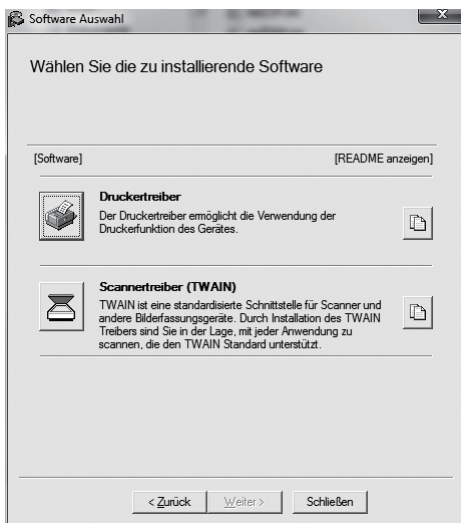 Software Auswahl
Wählen Sie die zu installierende Software
[Software] [README anzeigen]
Druckertreiber
Der Druckertreiber ermöglicht die Verwendung der
Druckerfunktion des Gerätes.
Scannertreiber (TWAIN)
TWAIN ist eine standardisierte Schnittstelle für Scanner und
andere Bilderfassungsgeräte. Durch Installation des TWAIN
Treibers sind Sie in der Lage, mit jeder Anwendung zu
scannen, die den TWAIN Standard unterstützt.
< Zurück Weiter > Schließen